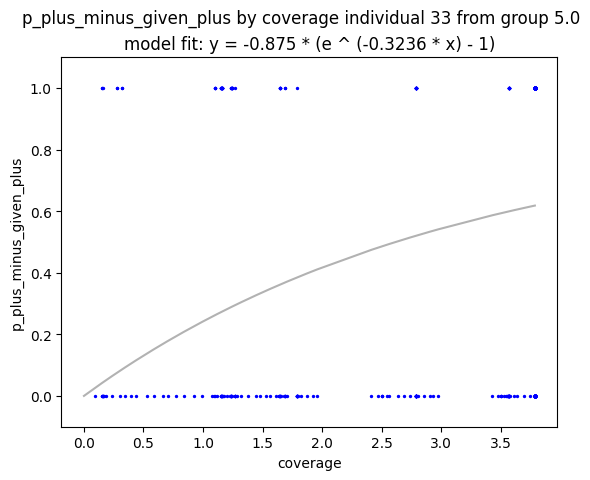 p_plus_minus_given_plus by coverage individual 33 from group 5.0
model fit: y = -0.875 * (e ^ (-0.3236 * x) - 1)
p_plus_minus_given_plus
1.0
0.8
0.6
0.4
0.2
0.0
0.0 0.5 1.0 1.5 2.0 2.5 3.0 3.5
coverage